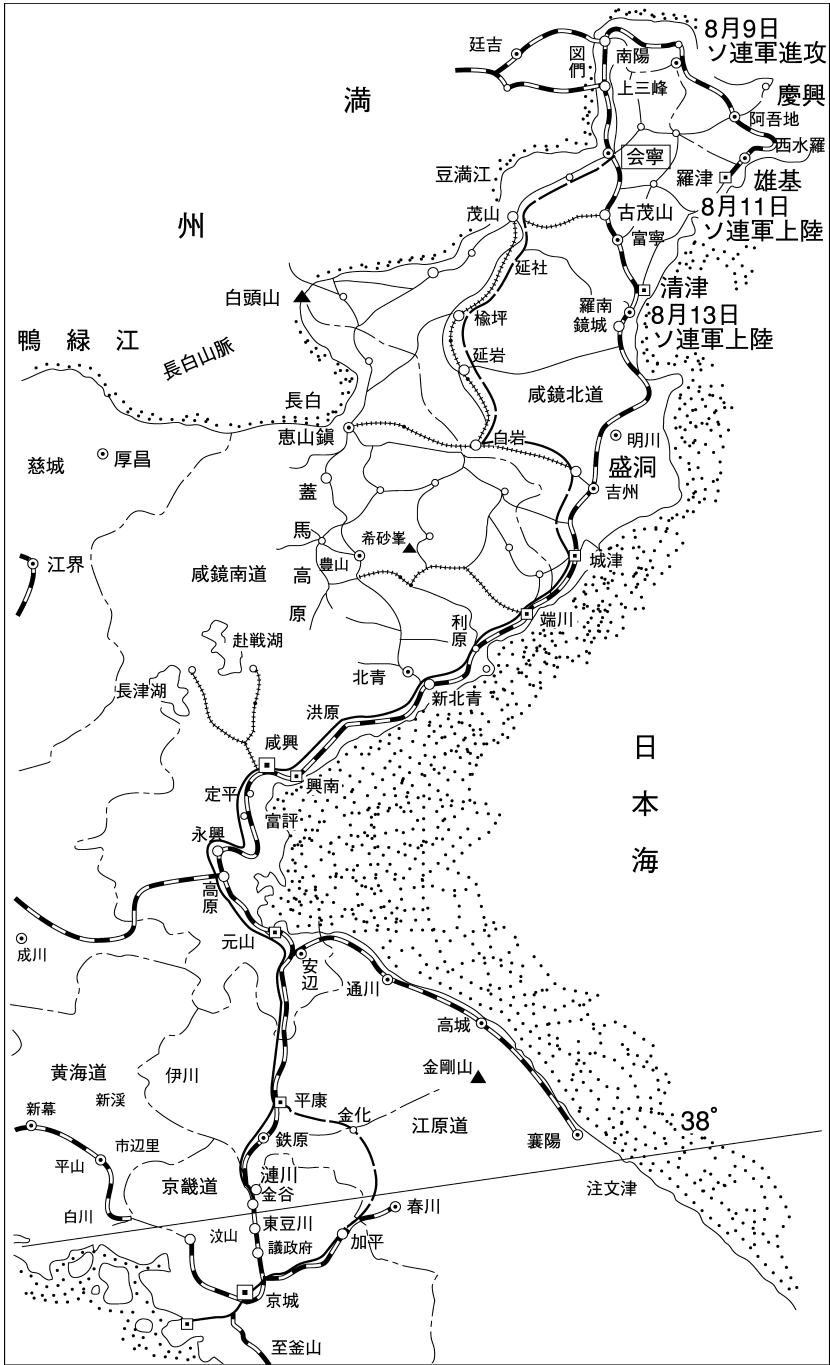 8月9日
ソ連軍進攻
廷吉
図們
南陽
満
上三峰
慶興
阿吾地
西水羅
会寧
豆満江
羅津
雄基
州
茂山
古茂山
8月11日
ソ連軍上陸
富寧
延社
白頭山
清津
羅南
鏡城
8月13日
ソ連軍上陸
楡坪
鴨緑江
長白山脈
延岩
咸鏡北道
長白
恵山鎮
白岩
明川
慈城
厚昌
盛洞
吉州
蓋馬高原
希砂峯
豊山
城津
江界
咸鏡南道
利原
端川
赴戦湖
長津湖
北青
新北青
洪原
日本海
咸興
興南
定平
富評
永興
高原
元山
成川
安辺
通川
高城
金剛山
黄海道
伊川
新渓
新幕
平康
金化
江原道
38°
襄陽
市辺里
鉄原
平山
京畿道
漣川
金谷
注文津
白川
春川
東豆川
汶山
議政府
加平
京城
至釜山